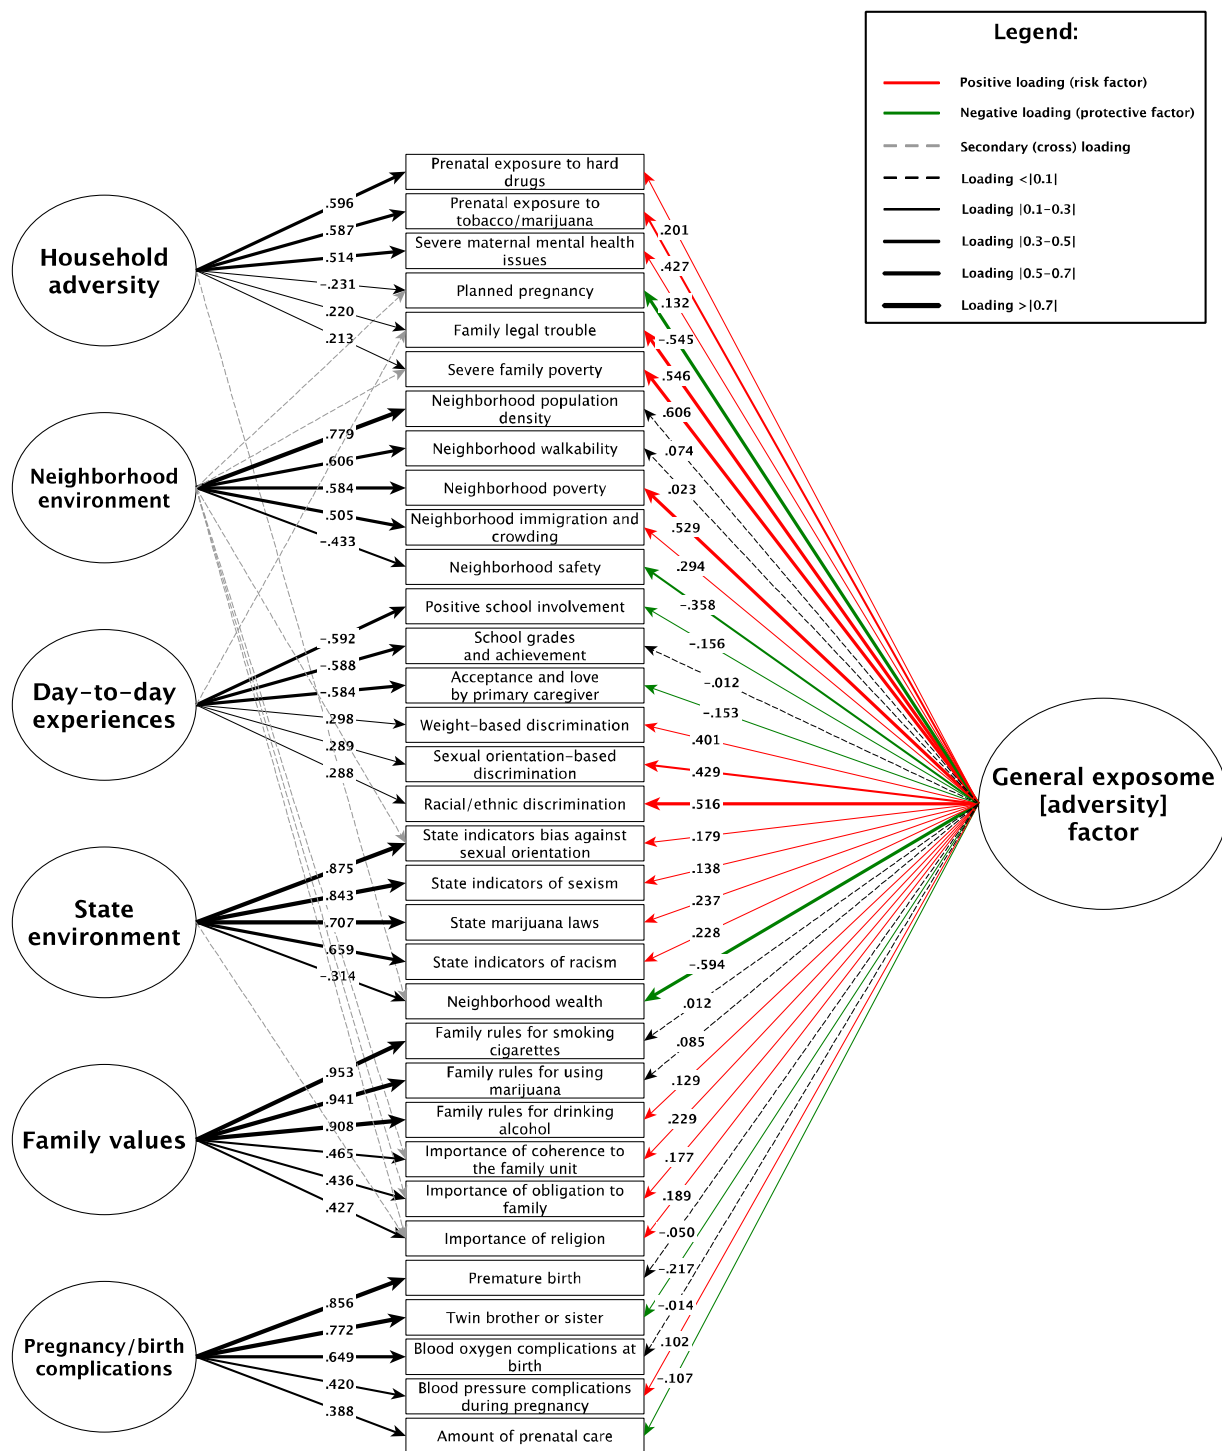 Legend:
Positive loading (risk factor)
Negative loading (protective factor)
Secondary (cross) loading
Loading <|0.1|
Loading |0.1-0.3|
Loading |0.3-0.5|
Loading |0.5-0.7|
Loading >|0.7|
Household
adversity
Neighborhood
environment
Day-to-day
experiences
State
environment
Family values
Pregnancy/birth
complications
.596
.587
.514
-.231
.220
.213
.779
.606
.584
.505
-.433
-.592
-.588
-.584
.298
.289
.288
.875
.843
.707
.659
-.314
.953
.941
.908
.465
.436
.427
.856
.772
.649
.420
.388
Prenatal exposure to hard
drugs
Prenatal exposure to
tobacco/marijuana
Severe maternal mental health
issues
Planned pregnancy
Family legal trouble
Severe family poverty
Neighborhood population
density
Neighborhood walkability
Neighborhood poverty
Neighborhood immigration and
crowding
Neighborhood safety
Positive school involvement
School grades
and achievement
Acceptance and love
by primary caregiver
Weight-based discrimination
Sexual orientation-based
discrimination
Racial/ethnic discrimination
State indicators bias against
sexual orientation
State indicators of sexism
State marijuana laws
State indicators of racism
Neighborhood wealth
Family rules for smoking
cigarettes
Family rules for using
marijuana
Family rules for drinking
alcohol
Importance of coherence to
the family unit
Importance of obligation to
family
Importance of religion
Premature birth
Twin brother or sister
Blood oxygen complications at
birth
Blood pressure complications
during pregnancy
Amount of prenatal care
.201
.427
.132
-.545
.546
.606
.074
.023
.529
.294
-.358
-.156
-.012
-.153
.401
.429
.516
.179
.138
.237
.228
-.594
.012
.085
.129
.229
.177
.189
-.050
-.217
-.014
.102
-.107
General exposome
[adversity]
factor